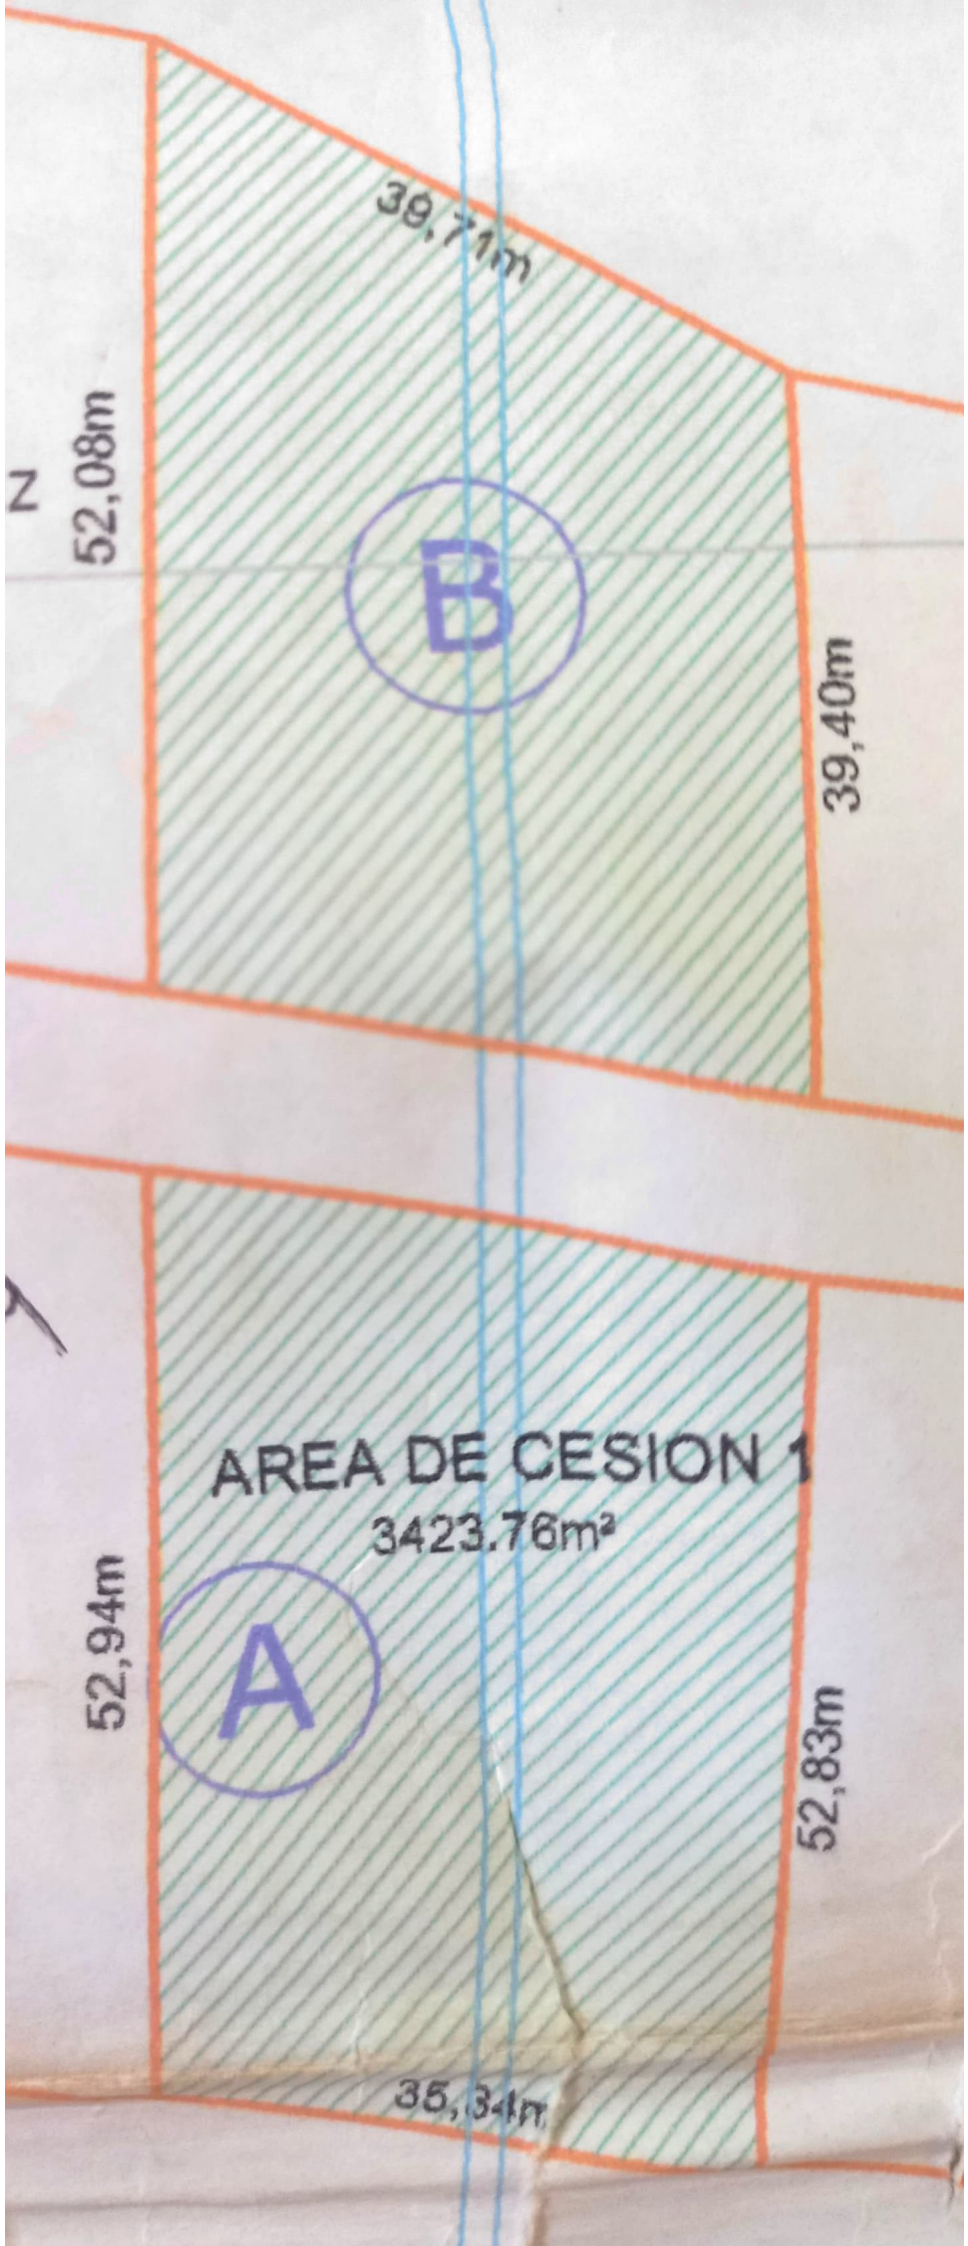 39,71m
52,08m
N
B
39,40m
AREA DE CESION 1
3423.76m²
52,94m
A
52,83m
35,34m